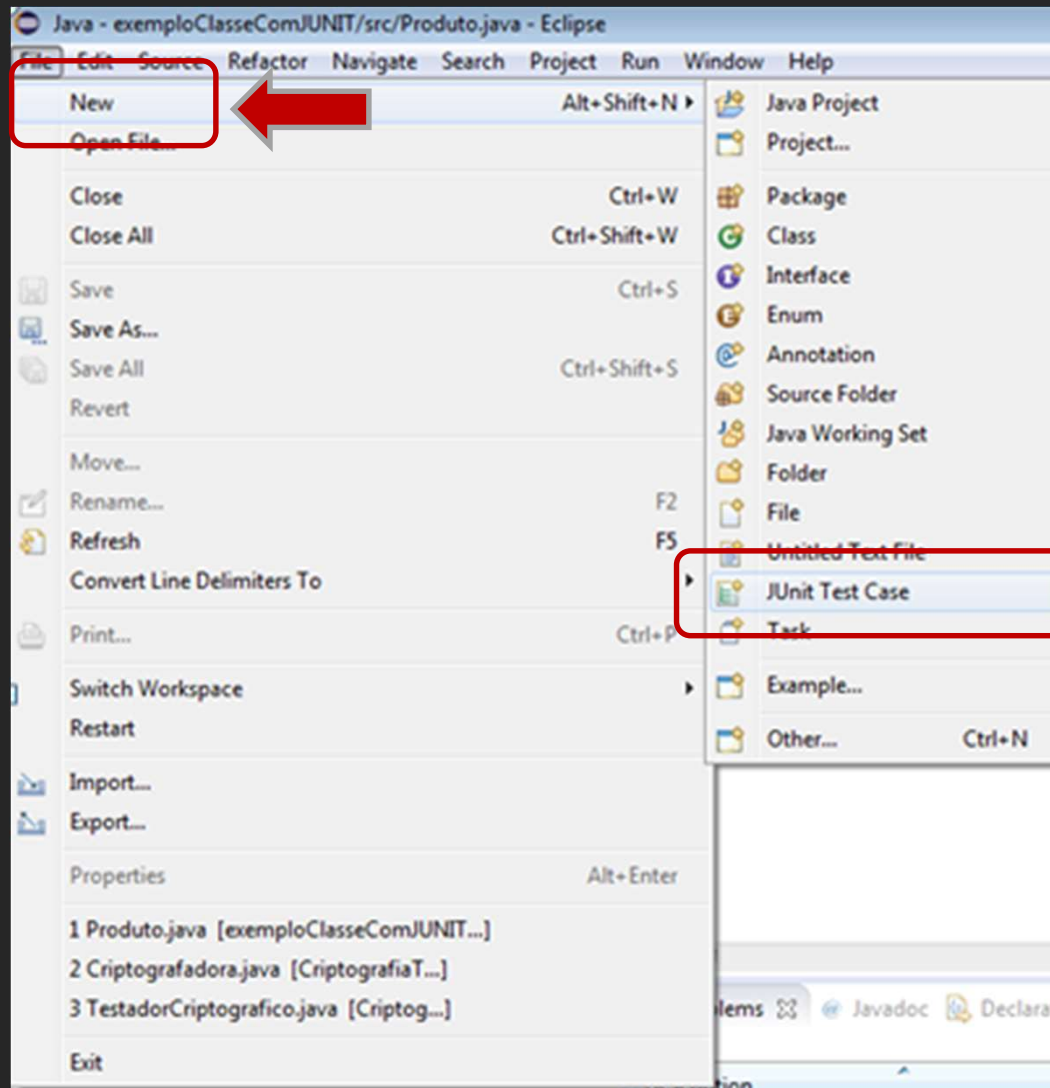 Java - exemploClasseComJUNIT/src/Produto.java - Eclipse
File Edit Source Refactor Navigate Search Project Run Window Help
New Alt+Shift+N
Open File...
Close Ctrl+W
Close All Ctrl+Shift+W
Save Ctrl+S
Save As...
Save All Ctrl+Shift+S
Revert
Move...
Rename... F2
Refresh F5
Convert Line Delimiters To
Print... Ctrl+P
Switch Workspace
Restart
Import...
Export...
Properties Alt+Enter
1 Produto.java [exemploClasseComJUNIT...]
2 Criptografadora.java [CriptografiaT...]
3 TestadorCriptografico.java [Criptog...]
Exit
Java Project
Project...
Package
Class
Interface
Enum
Annotation
Source Folder
Java Working Set
Folder
File
Untitled Text File
JUnit Test Case
Task
Example...
Other... Ctrl+N
lems Javadoc Declara